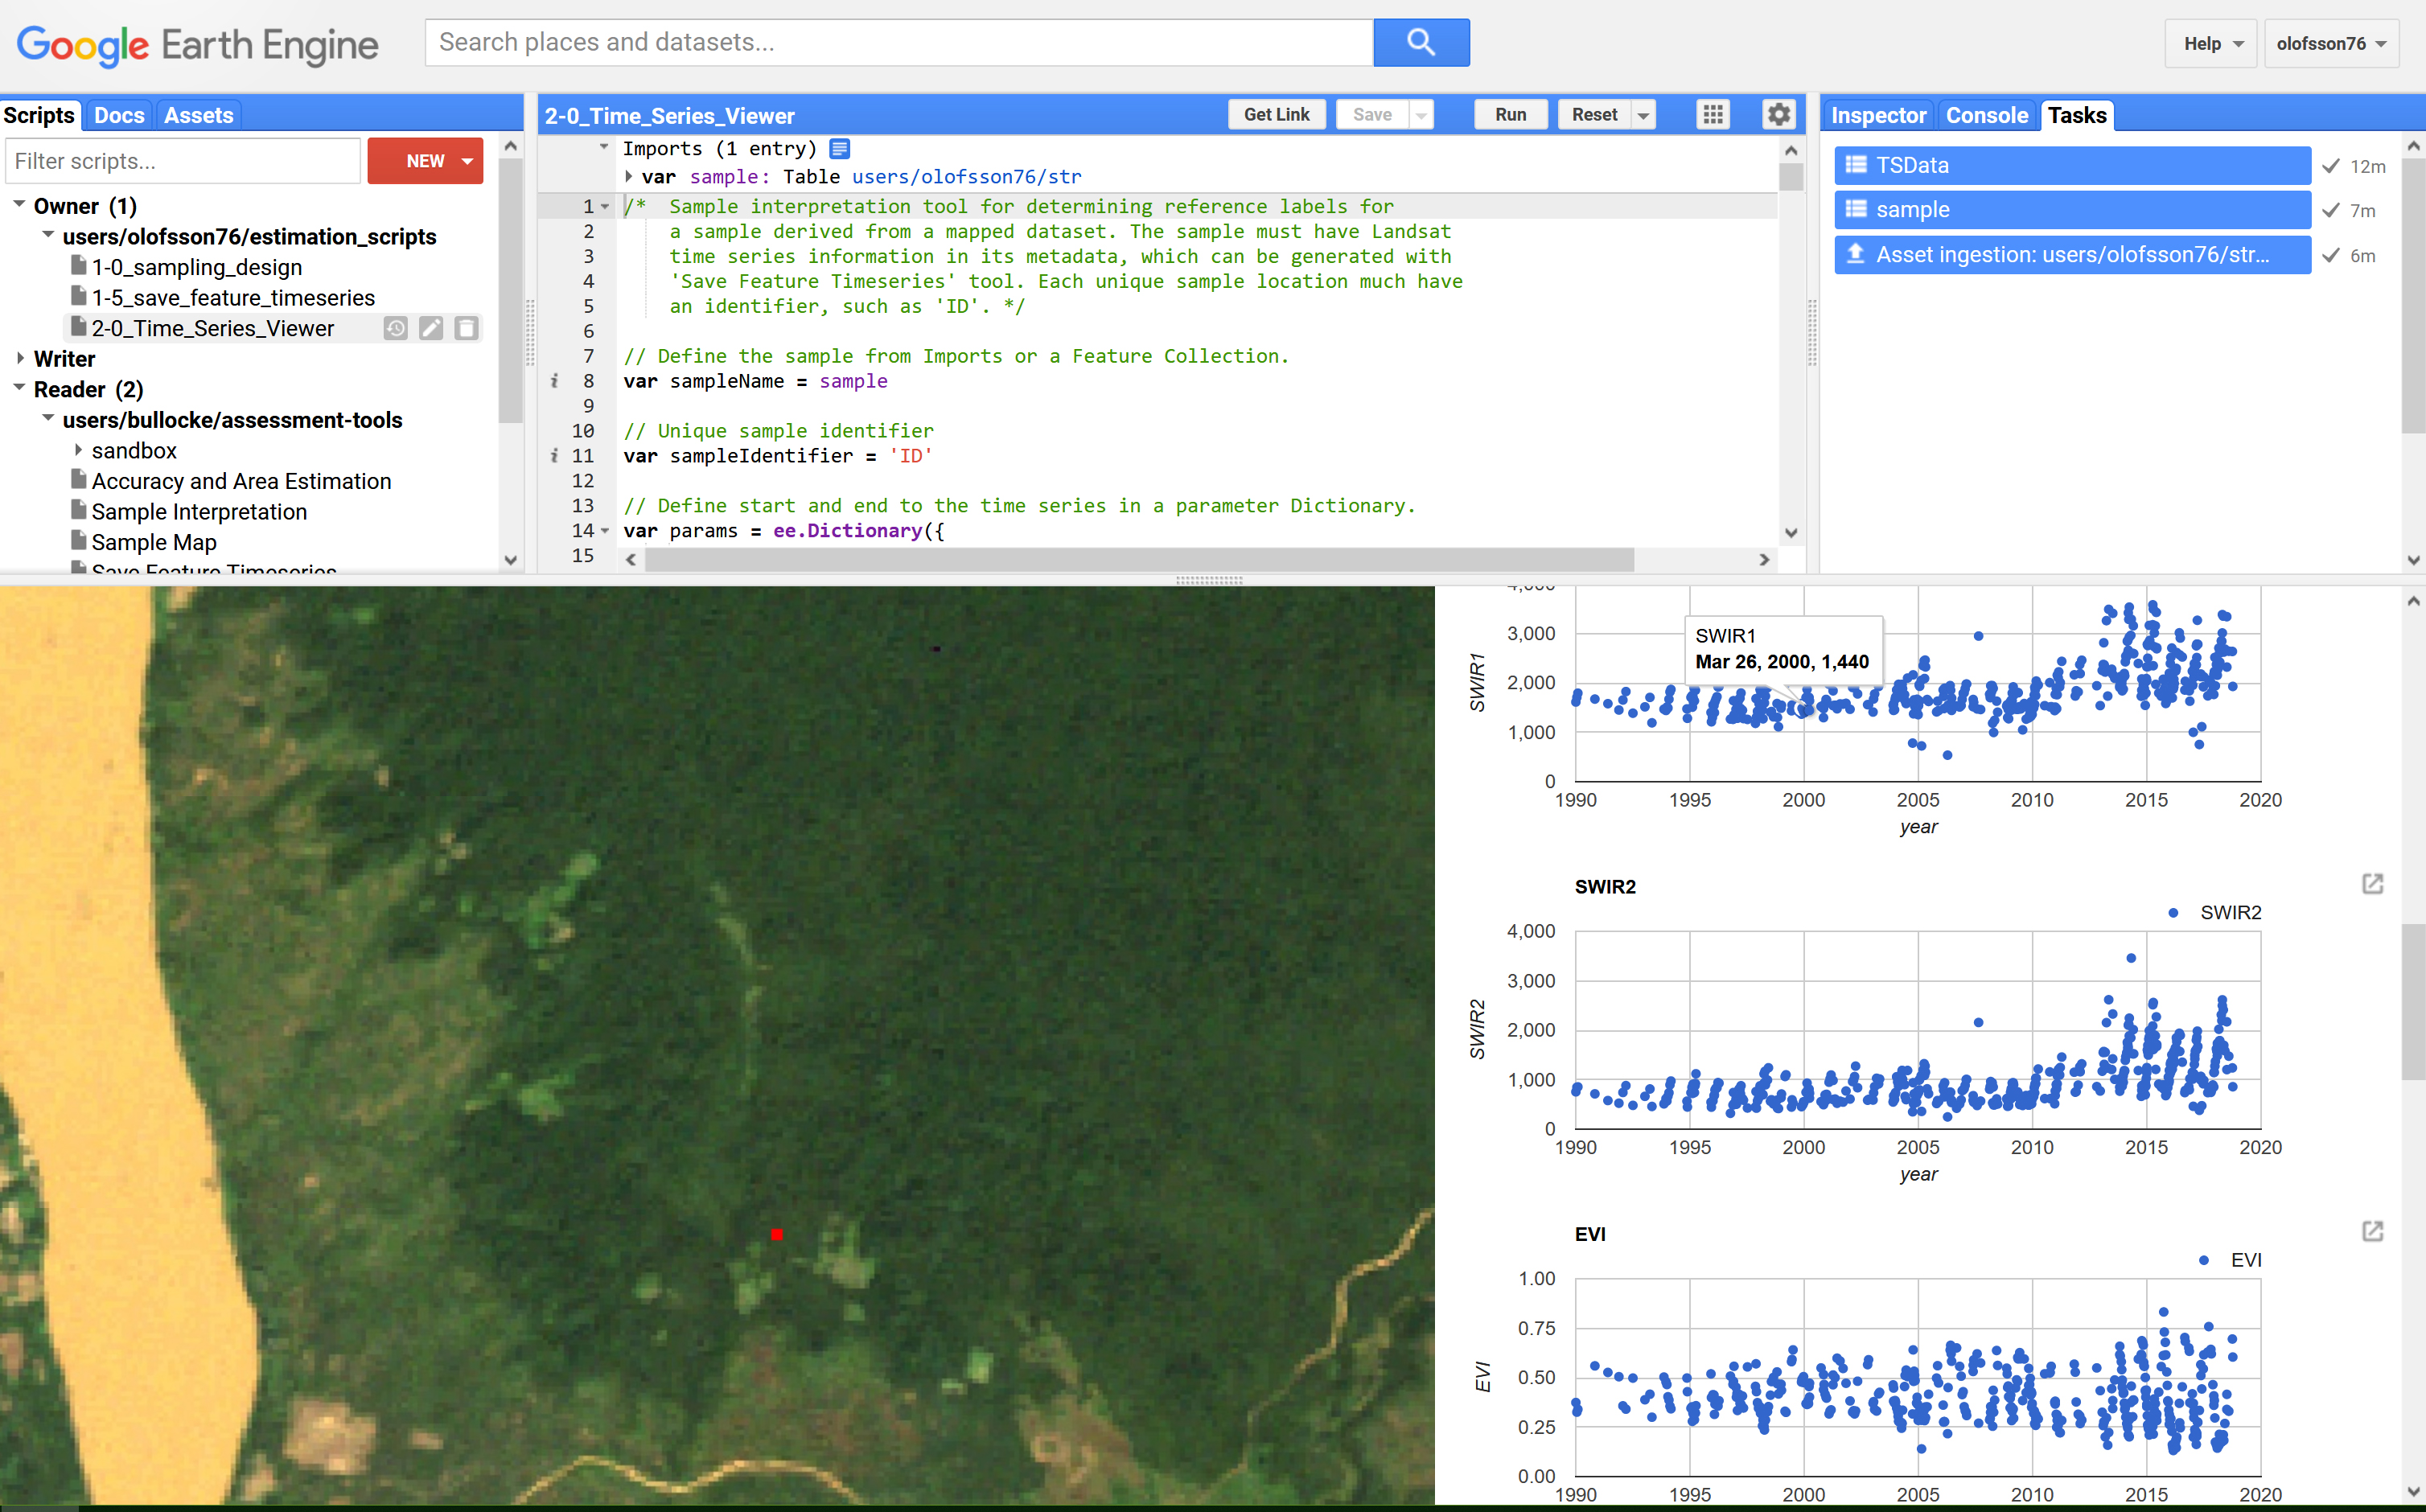 Google Earth Engine
Search places and datasets...
Help
olofsson76
Scripts
Docs
Assets
Filter scripts...
NEW
Owner (1)
users/olofsson76/estimation_scripts
1-0_sampling_design
1-5_save_feature_timeseries
2-0_Time_Series_Viewer
Writer
Reader (2)
users/bullocke/assessment-tools
sandbox
Accuracy and Area Estimation
Sample Interpretation
Sample Map
Save Feature Timeseries
2-0_Time_Series_Viewer
Get Link
Save
Run
Reset
Imports (1 entry)
var sample: Table users/olofsson76/str
1 /*  Sample interpretation tool for determining reference labels for
2 a sample derived from a mapped dataset. The sample must have Landsat
3 time series information in its metadata, which can be generated with
4 'Save Feature Timeseries' tool. Each unique sample location much have
5 an identifier, such as 'ID'. */
6
7 // Define the sample from Imports or a Feature Collection.
i 8 var sampleName = sample
9
10 // Unique sample identifier
i 11 var sampleIdentifier = 'ID'
12
13 // Define start and end to the time series in a parameter Dictionary.
14 var params = ee.Dictionary({
15
Inspector
Console
Tasks
TSData
12m
sample
7m
Asset ingestion: users/olofsson76/str...
6m
4,000
3,000
2,000
1,000
0
SWIR1
SWIR1
Mar 26, 2000, 1,440
1990 1995 2000 2005 2010 2015 2020
year
SWIR2
SWIR2
4,000
3,000
2,000
1,000
0
SWIR2
1990 1995 2000 2005 2010 2015 2020
year
EVI
EVI
1.00
0.75
0.50
0.25
0.00
EVI
1990 1995 2000 2005 2010 2015 2020